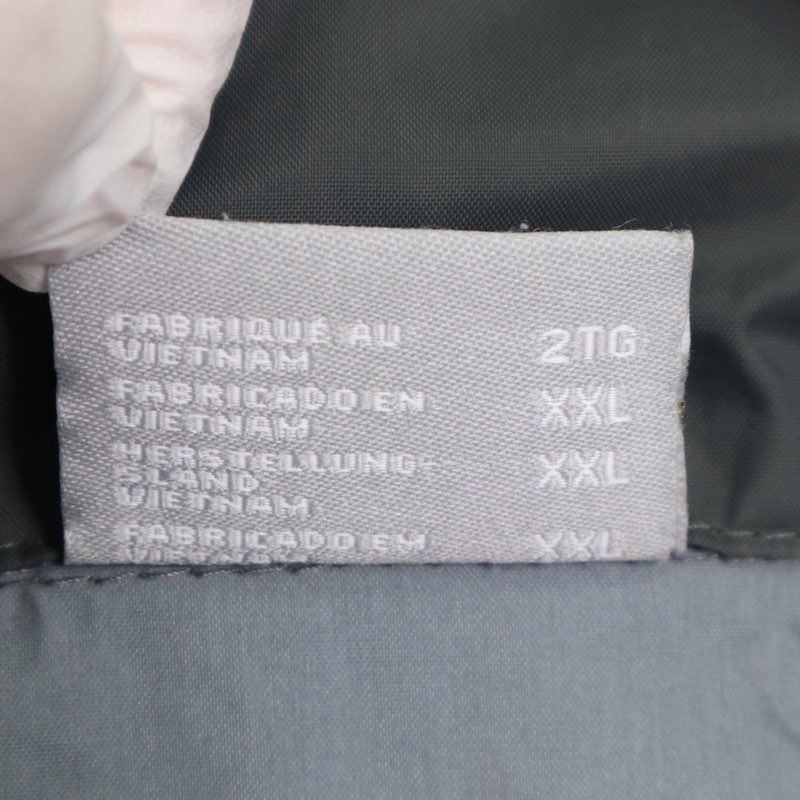 FABRIQUÉ AU 2TG
VIETNAM
FABRICADO EN XXL
VIETNAM
HERSTELLUNG- XXL
SLAND
VIETNAM
FABRICADO EM XXL